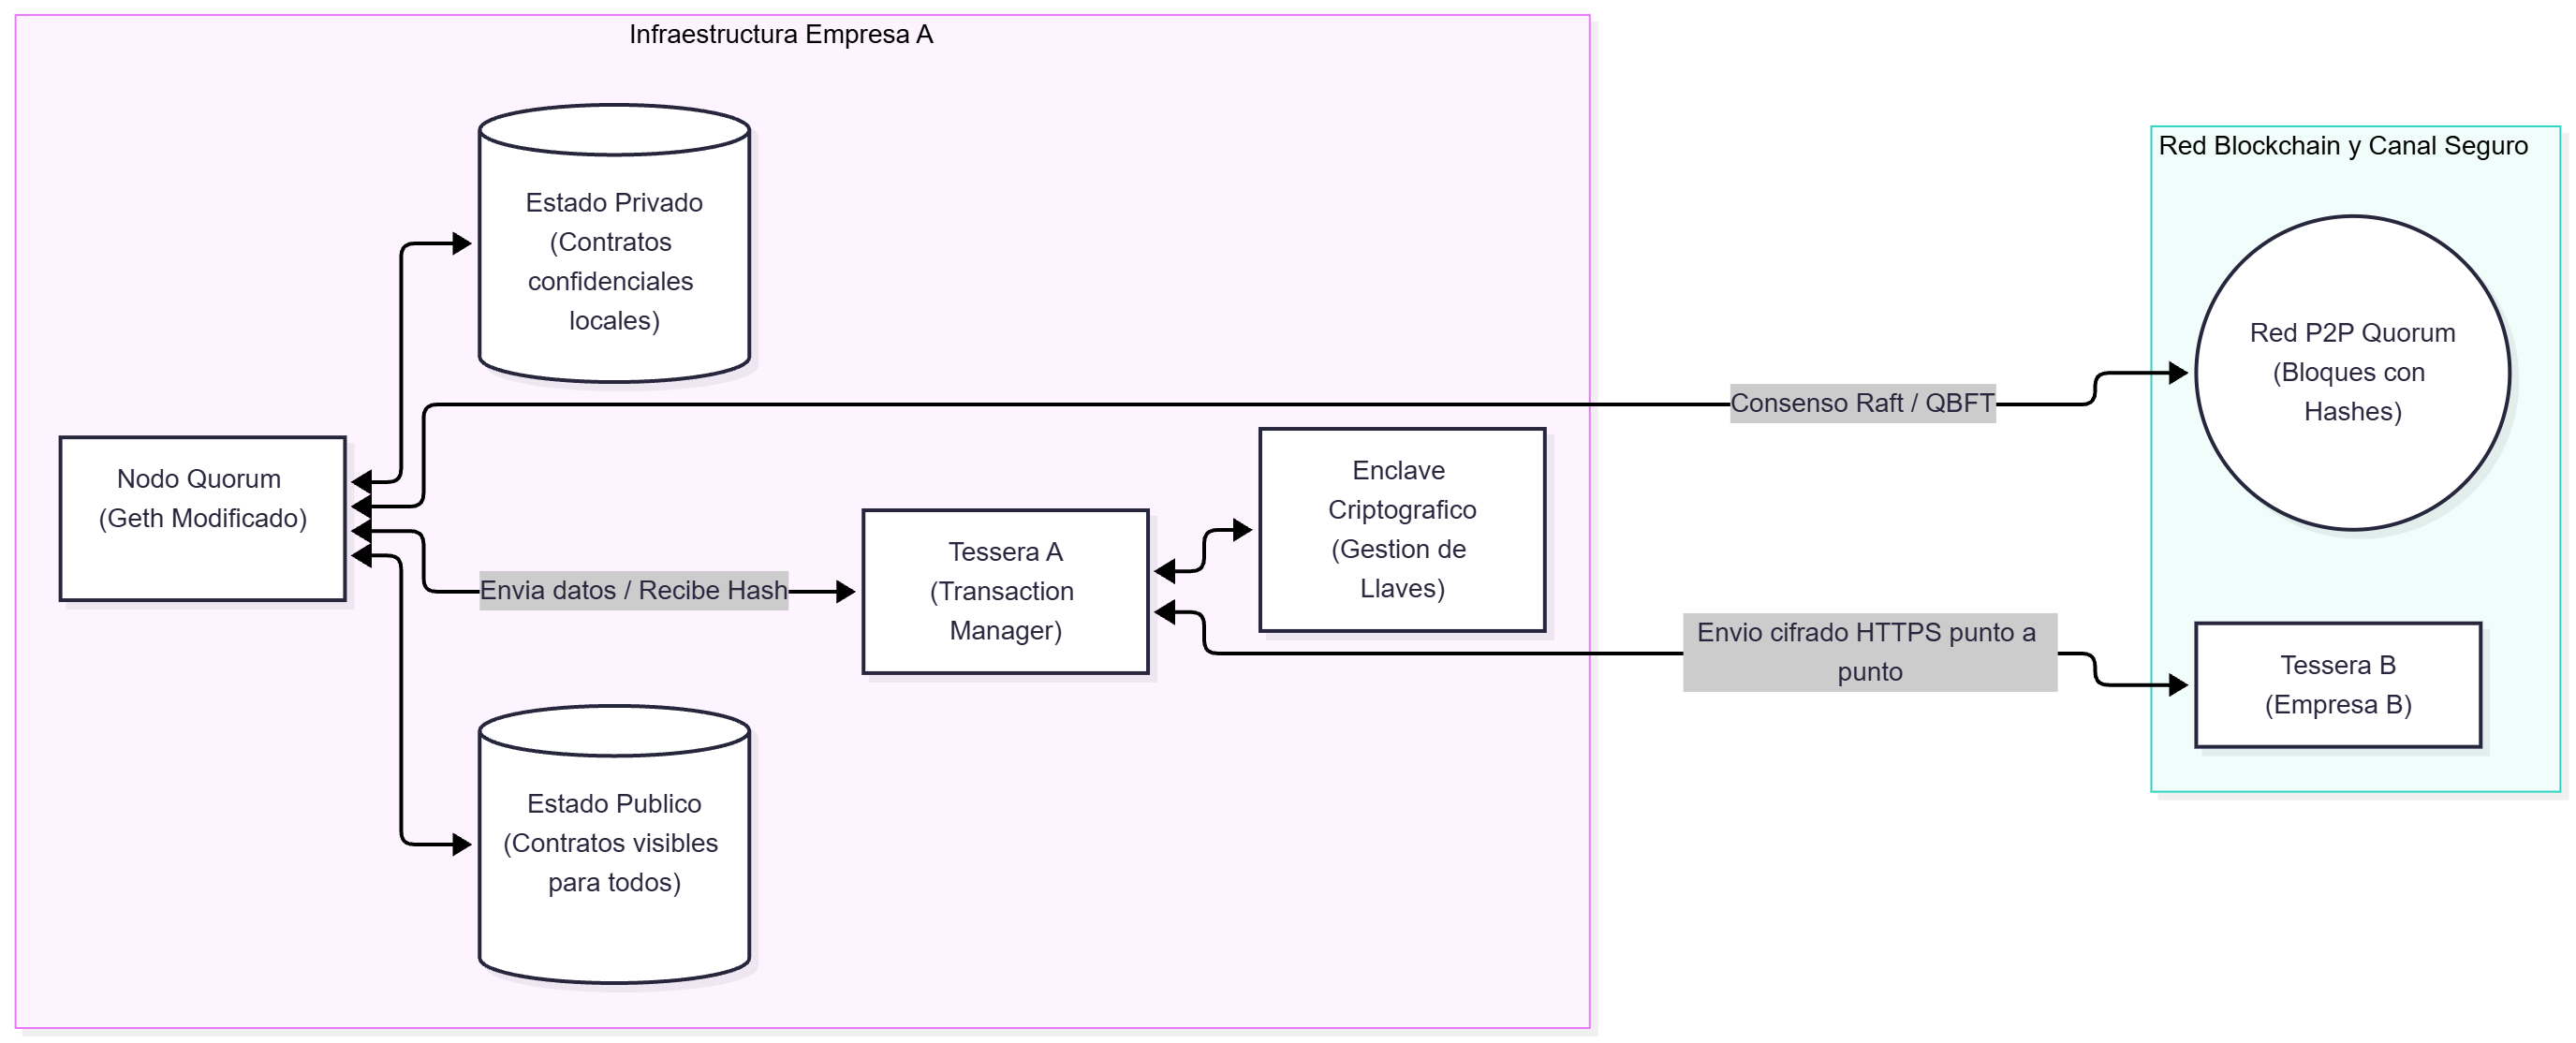 Infraestructura Empresa A
Estado Privado
(Contratos
confidenciales
locales)
Nodo Quorum
(Geth Modificado)
Envia datos / Recibe Hash
Tessera A
(Transaction
Manager)
Enclave
Criptografico
(Gestion de
Llaves)
Estado Publico
(Contratos visibles
para todos)
Consenso Raft / QBFT
Envio cifrado HTTPS punto a
punto
Red Blockchain y Canal Seguro
Red P2P Quorum
(Bloques con
Hashes)
Tessera B
(Empresa B)